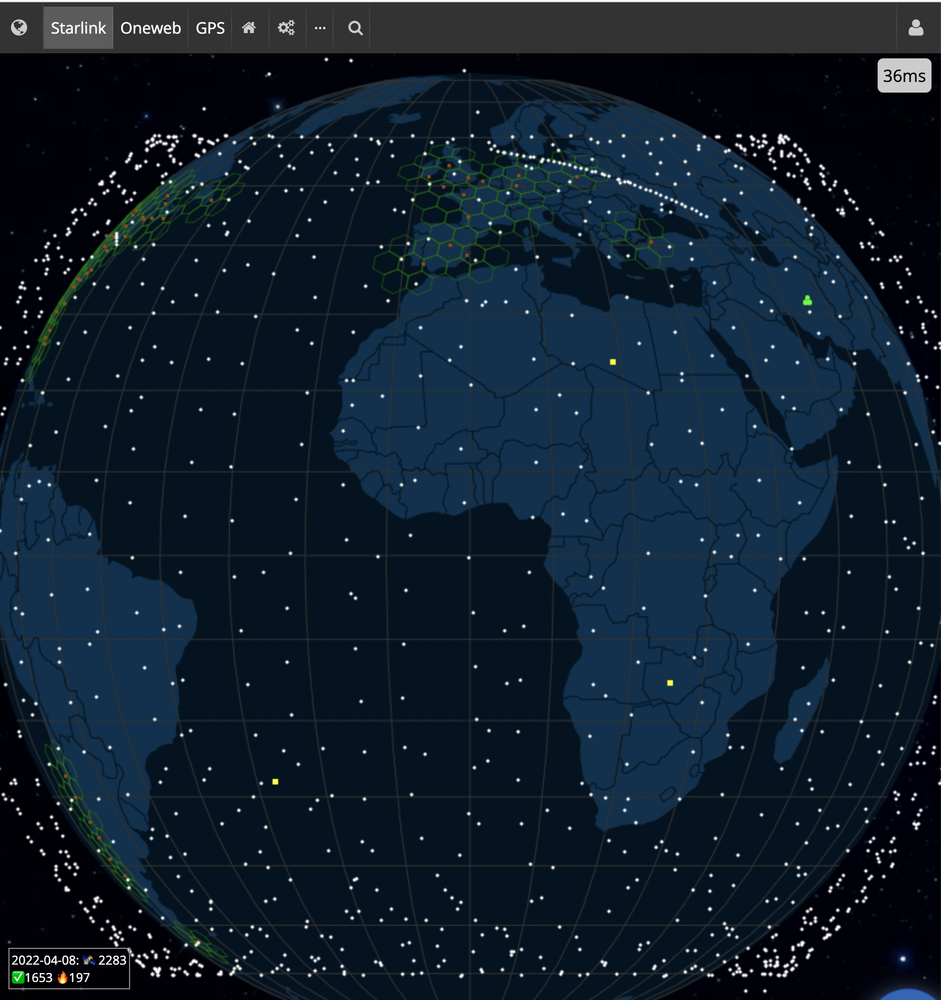 Starlink Oneweb GPS ...
36ms
2022-04-08: 🛰 2283
✅1653 🔥197